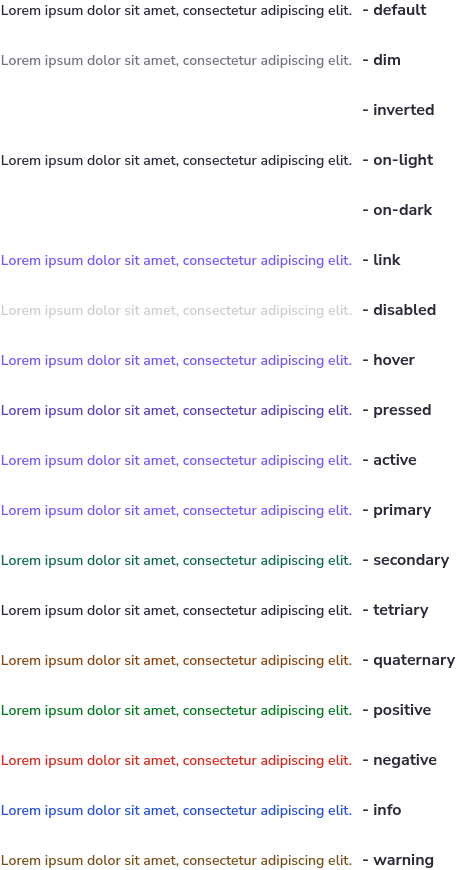 Lorem ipsum dolor sit amet, consectetur adipiscing elit. - default
Lorem ipsum dolor sit amet, consectetur adipiscing elit. - dim
- inverted
Lorem ipsum dolor sit amet, consectetur adipiscing elit. - on-light
- on-dark
Lorem ipsum dolor sit amet, consectetur adipiscing elit. - link
Lorem ipsum dolor sit amet, consectetur adipiscing elit. - disabled
Lorem ipsum dolor sit amet, consectetur adipiscing elit. - hover
Lorem ipsum dolor sit amet, consectetur adipiscing elit. - pressed
Lorem ipsum dolor sit amet, consectetur adipiscing elit. - active
Lorem ipsum dolor sit amet, consectetur adipiscing elit. - primary
Lorem ipsum dolor sit amet, consectetur adipiscing elit. - secondary
Lorem ipsum dolor sit amet, consectetur adipiscing elit. - tetriary
Lorem ipsum dolor sit amet, consectetur adipiscing elit. - quaternary
Lorem ipsum dolor sit amet, consectetur adipiscing elit. - positive
Lorem ipsum dolor sit amet, consectetur adipiscing elit. - negative
Lorem ipsum dolor sit amet, consectetur adipiscing elit. - info
Lorem ipsum dolor sit amet, consectetur adipiscing elit. - warning